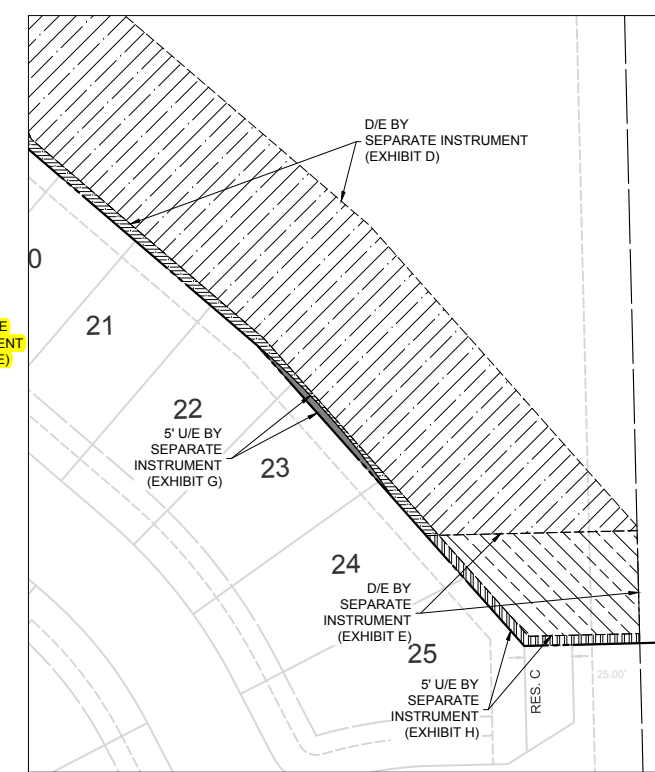 D/E BY
SEPARATE INSTRUMENT
(EXHIBIT D)
0
21
E
ENT
E)
22
5' U/E BY
SEPARATE
INSTRUMENT
(EXHIBIT G)
23
24
D/E BY
SEPARATE
INSTRUMENT
(EXHIBIT E)
25
5' U/E BY
SEPARATE
INSTRUMENT
(EXHIBIT H)
RES. C
25.00'